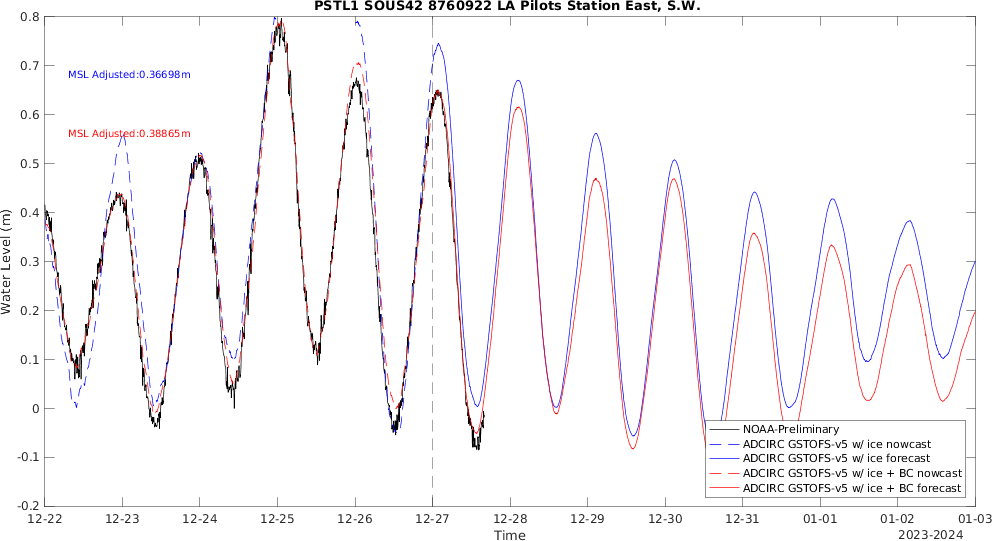 PSTL1 SOUS42 8760922 LA Pilots Station East, S.W.
0.8
0.7
0.6
0.5
0.4
0.3
0.2
0.1
0
-0.1
-0.2
Water Level (m)
MSL Adjusted:0.36698m
MSL Adjusted:0.38865m
NOAA-Preliminary
ADCIRC GSTOFS-v5 w/ ice nowcast
ADCIRC GSTOFS-v5 w/ ice forecast
ADCIRC GSTOFS-v5 w/ ice + BC nowcast
ADCIRC GSTOFS-v5 w/ ice + BC forecast
12-22 12-23 12-24 12-25 12-26 12-27 12-28 12-29 12-30 12-31 01-01 01-02 01-03
Time
2023-2024